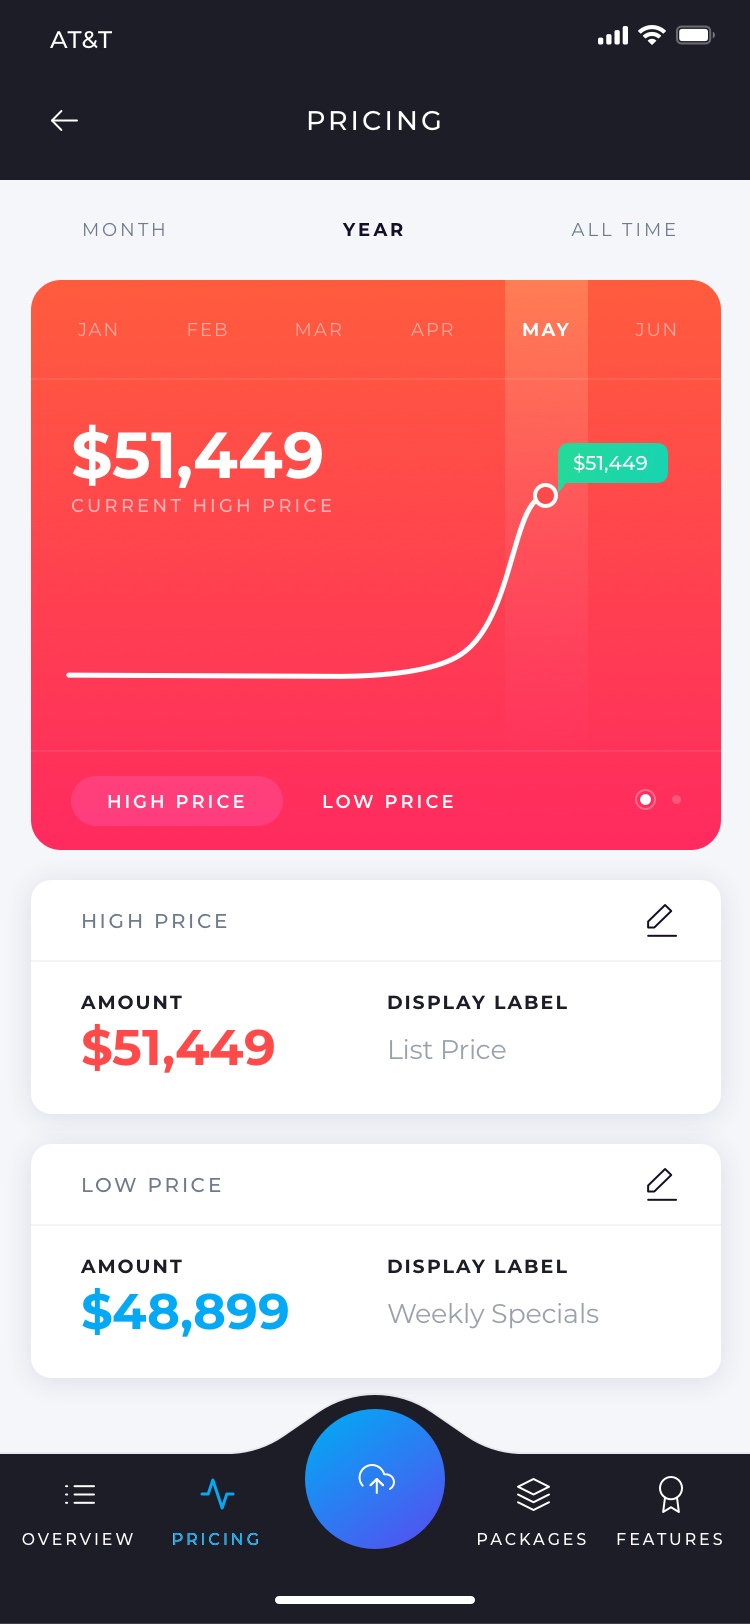 AT&T
PRICING
MONTH YEAR ALL TIME
JAN FEB MAR APR MAY JUN
$51,449
$51,449
CURRENT HIGH PRICE
HIGH PRICE LOW PRICE
HIGH PRICE
AMOUNT DISPLAY LABEL
$51,449 List Price
LOW PRICE
AMOUNT DISPLAY LABEL
$48,899 Weekly Specials
OVERVIEW PRICING PACKAGES FEATURES